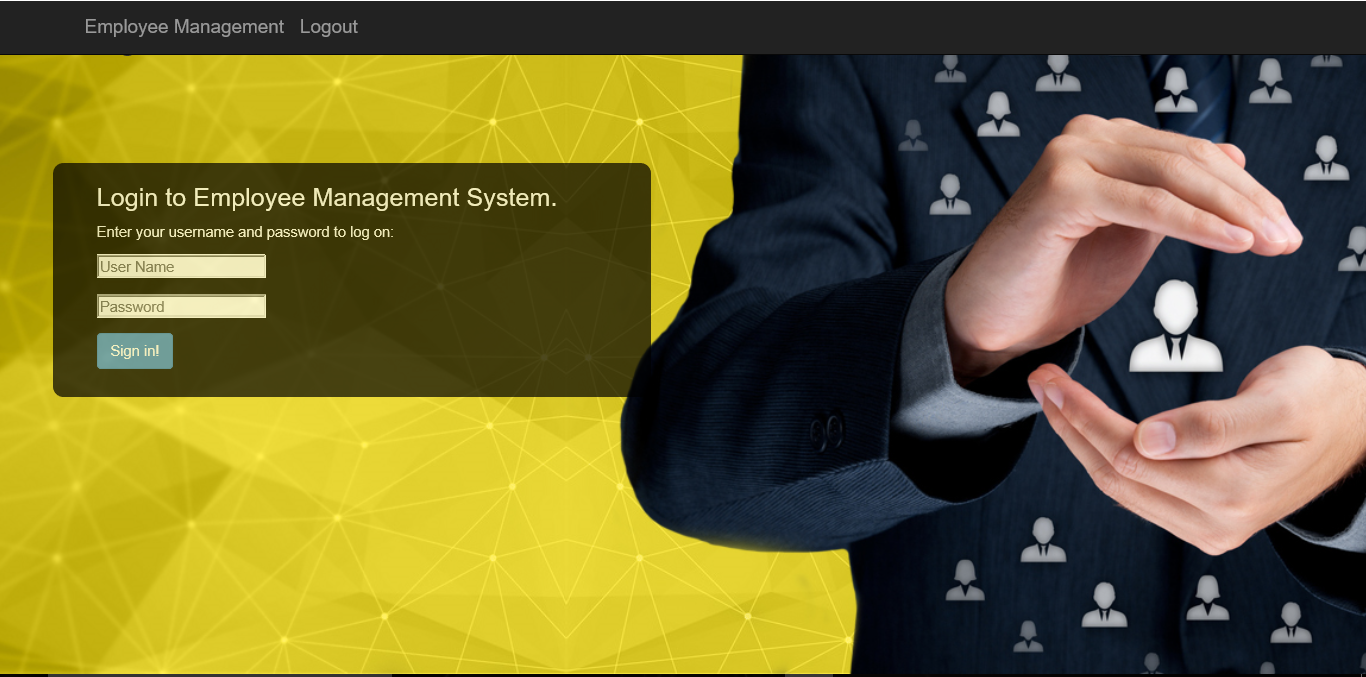 Employee Management Logout
Login to Employee Management System.
Enter your username and password to log on:
User Name
Password
Sign in!